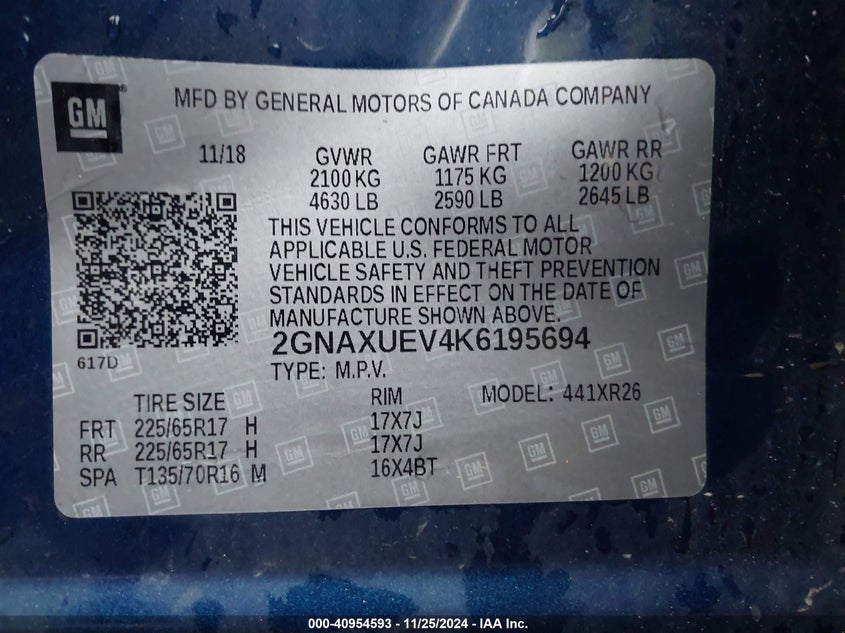 GM
MFD BY GENERAL MOTORS OF CANADA COMPANY
11/18 GVWR GAWR FRT GAWR RR
2100 KG 1175 KG 1200 KG
4630 LB 2590 LB 2645 LB
THIS VEHICLE CONFORMS TO ALL
APPLICABLE U.S. FEDERAL MOTOR
VEHICLE SAFETY AND THEFT PREVENTION
STANDARDS IN EFFECT ON THE DATE OF
MANUFACTURE SHOWN ABOVE.
617D
2GNAXUEV4K6195694
TYPE: M.P.V.
TIRE SIZE RIM MODEL: 441XR26
FRT 225/65R17 H 17X7J
RR 225/65R17 H 17X7J
SPA T135/70R16 M 16X4BT
000-40954593 — 11/25/2024 — IAA Inc.